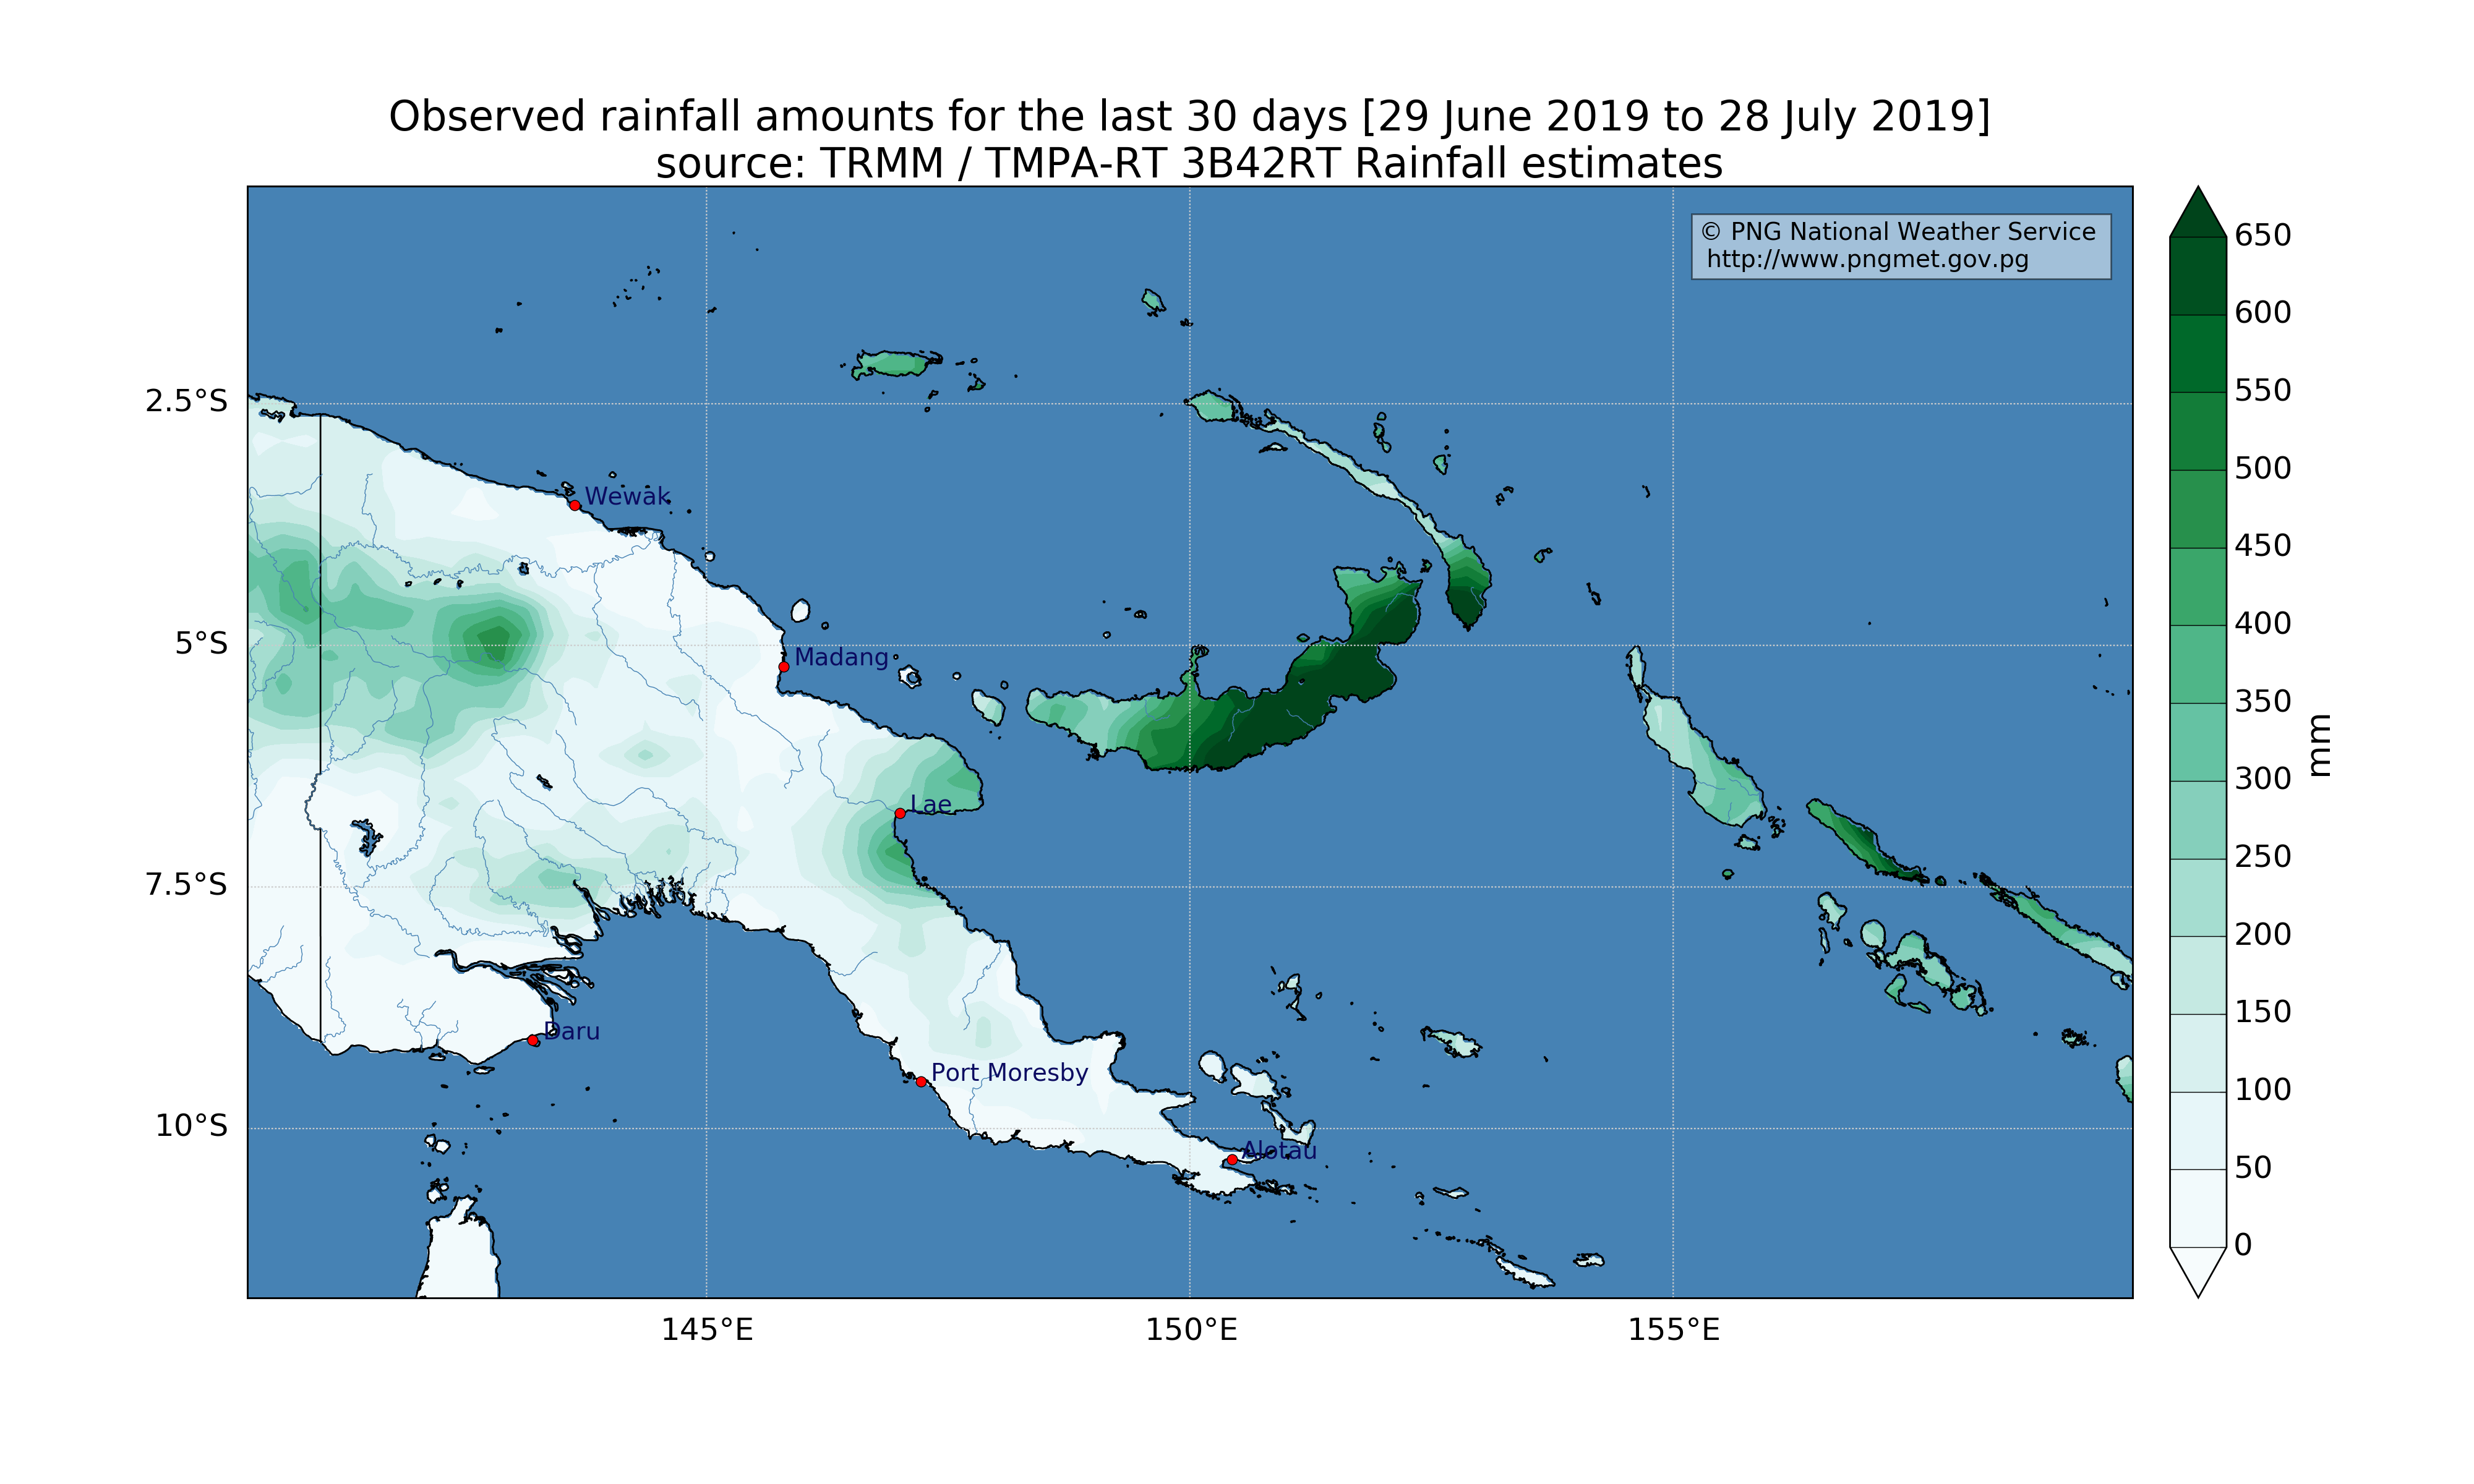 Observed rainfall amounts for the last 30 days [29 June 2019 to 28 July 2019]
source: TRMM / TMPA-RT 3B42RT Rainfall estimates
© PNG National Weather Service
http://www.pngmet.gov.pg
2.5°S
5°S
7.5°S
10°S
145°E
150°E
155°E
Wewak
Madang
Lae
Daru
Port Moresby
Alotau
650
600
550
500
450
400
350
300
250
200
150
100
50
0
mm